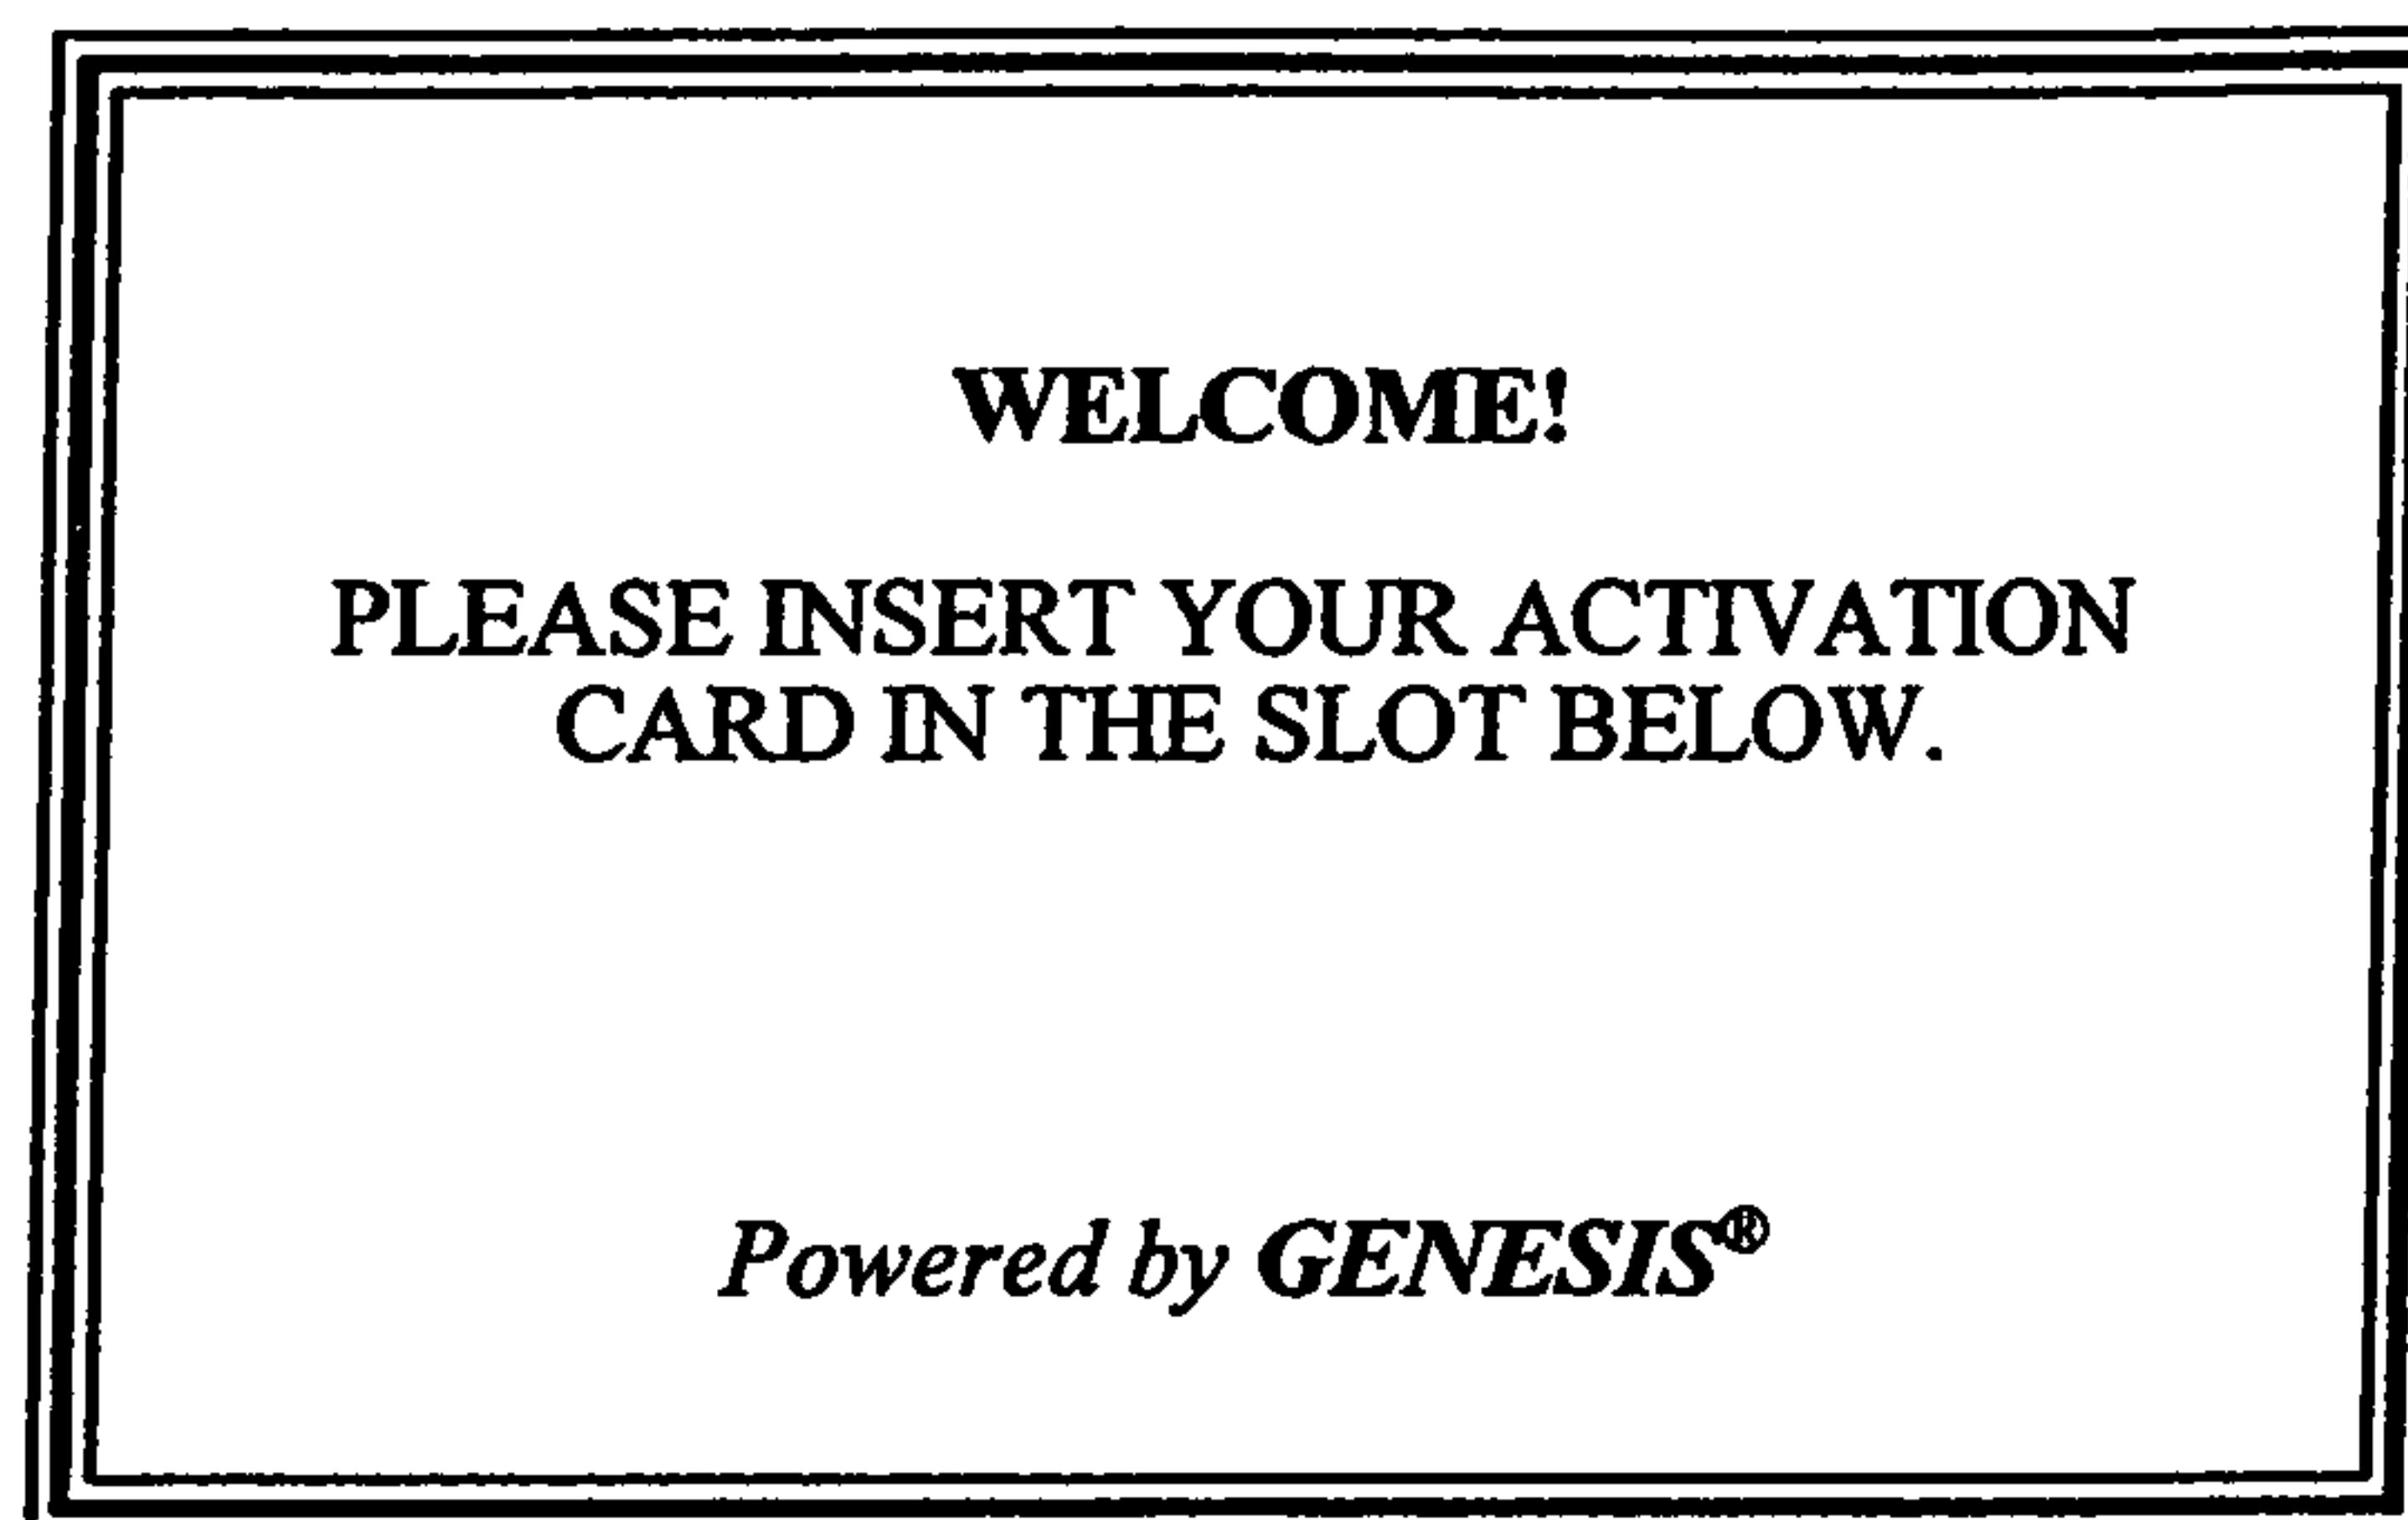 WELCOME!
PLEASE INSERT YOUR ACTIVATION
CARD IN THE SLOT BELOW.
Powered by GENESIS®